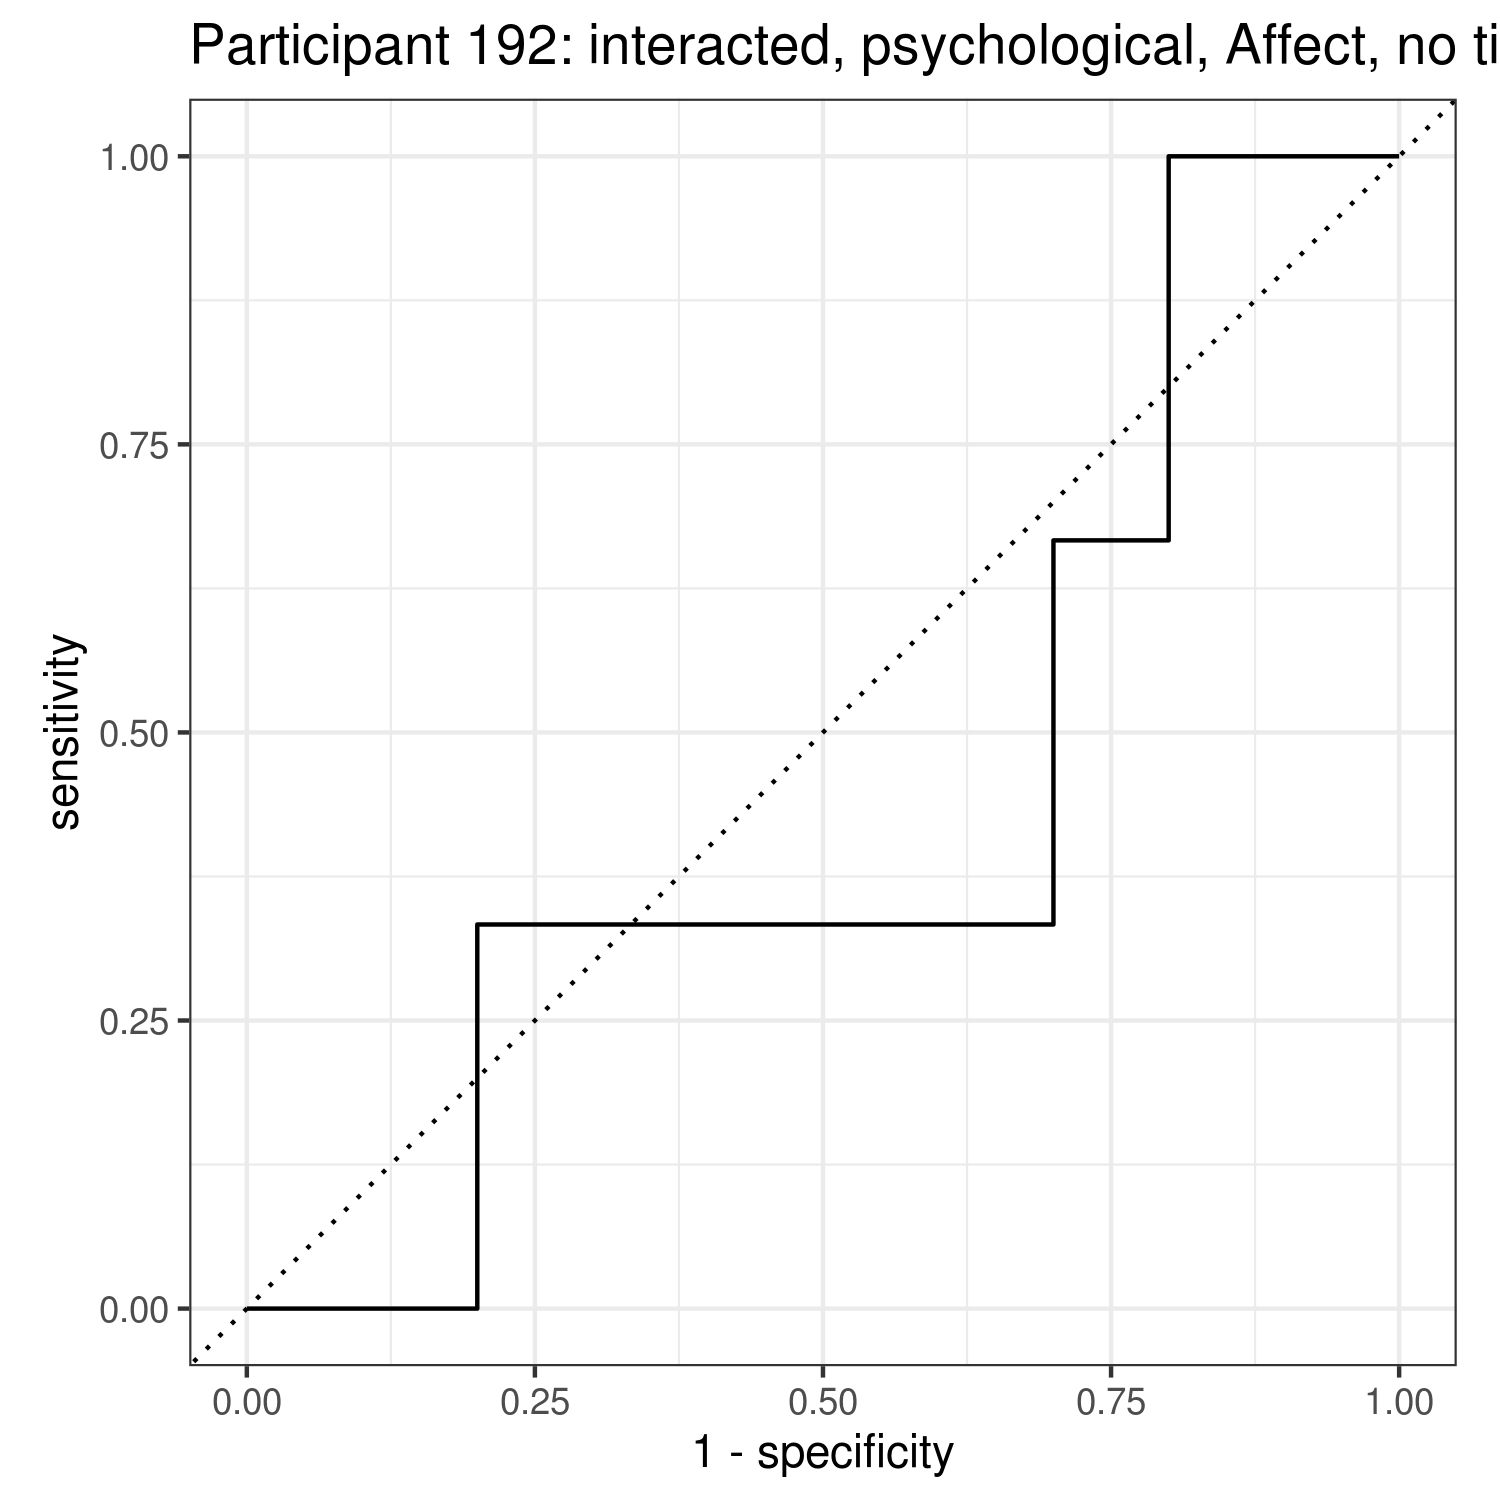 Participant 192: interacted, psychological, Affect, no ti
1.00
0.75
0.50
0.25
0.00
sensitivity
0.00 0.25 0.50 0.75 1.00
1 - specificity